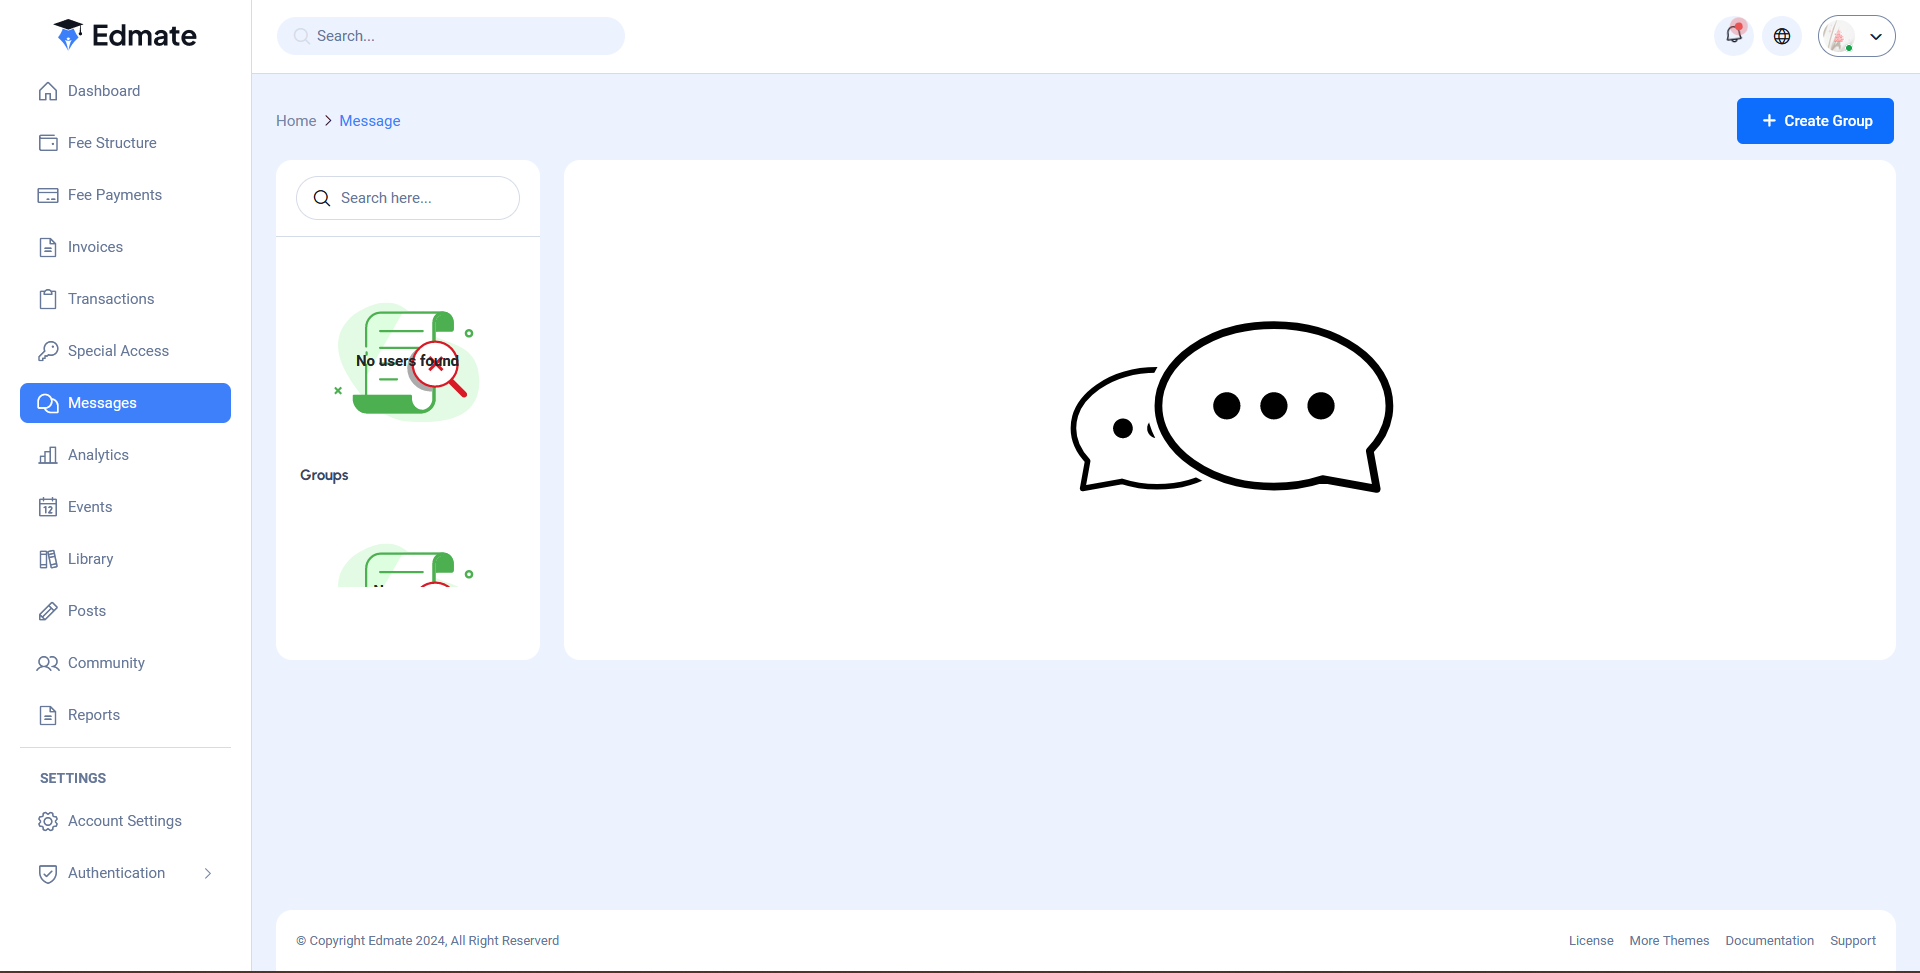 Edmate
Search...
Dashboard
Fee Structure
Fee Payments
Invoices
Transactions
Special Access
Messages
Analytics
Events
12
Library
Posts
Community
Reports
SETTINGS
Account Settings
Authentication
Home > Message
+ Create Group
Search here...
No users found
Groups
© Copyright Edmate 2024, All Right Reserverd
License More Themes Documentation Support